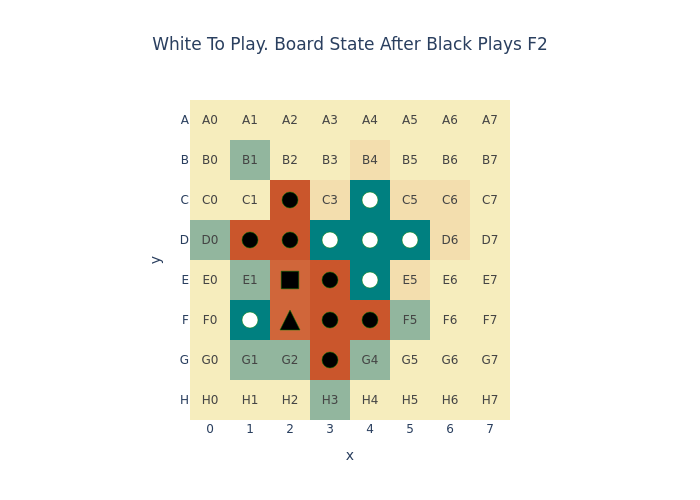 White To Play. Board State After Black Plays F2
A A0 A1 A2 A3 A4 A5 A6 A7
B B0 B1 B2 B3 B4 B5 B6 B7
C C0 C1 C3 C5 C6 C7
D D0 D6 D7
E E0 E1 E5 E6 E7
F F0 F5 F6 F7
G G0 G1 G2 G4 G5 G6 G7
H H0 H1 H2 H3 H4 H5 H6 H7
0 1 2 3 4 5 6 7
x
y